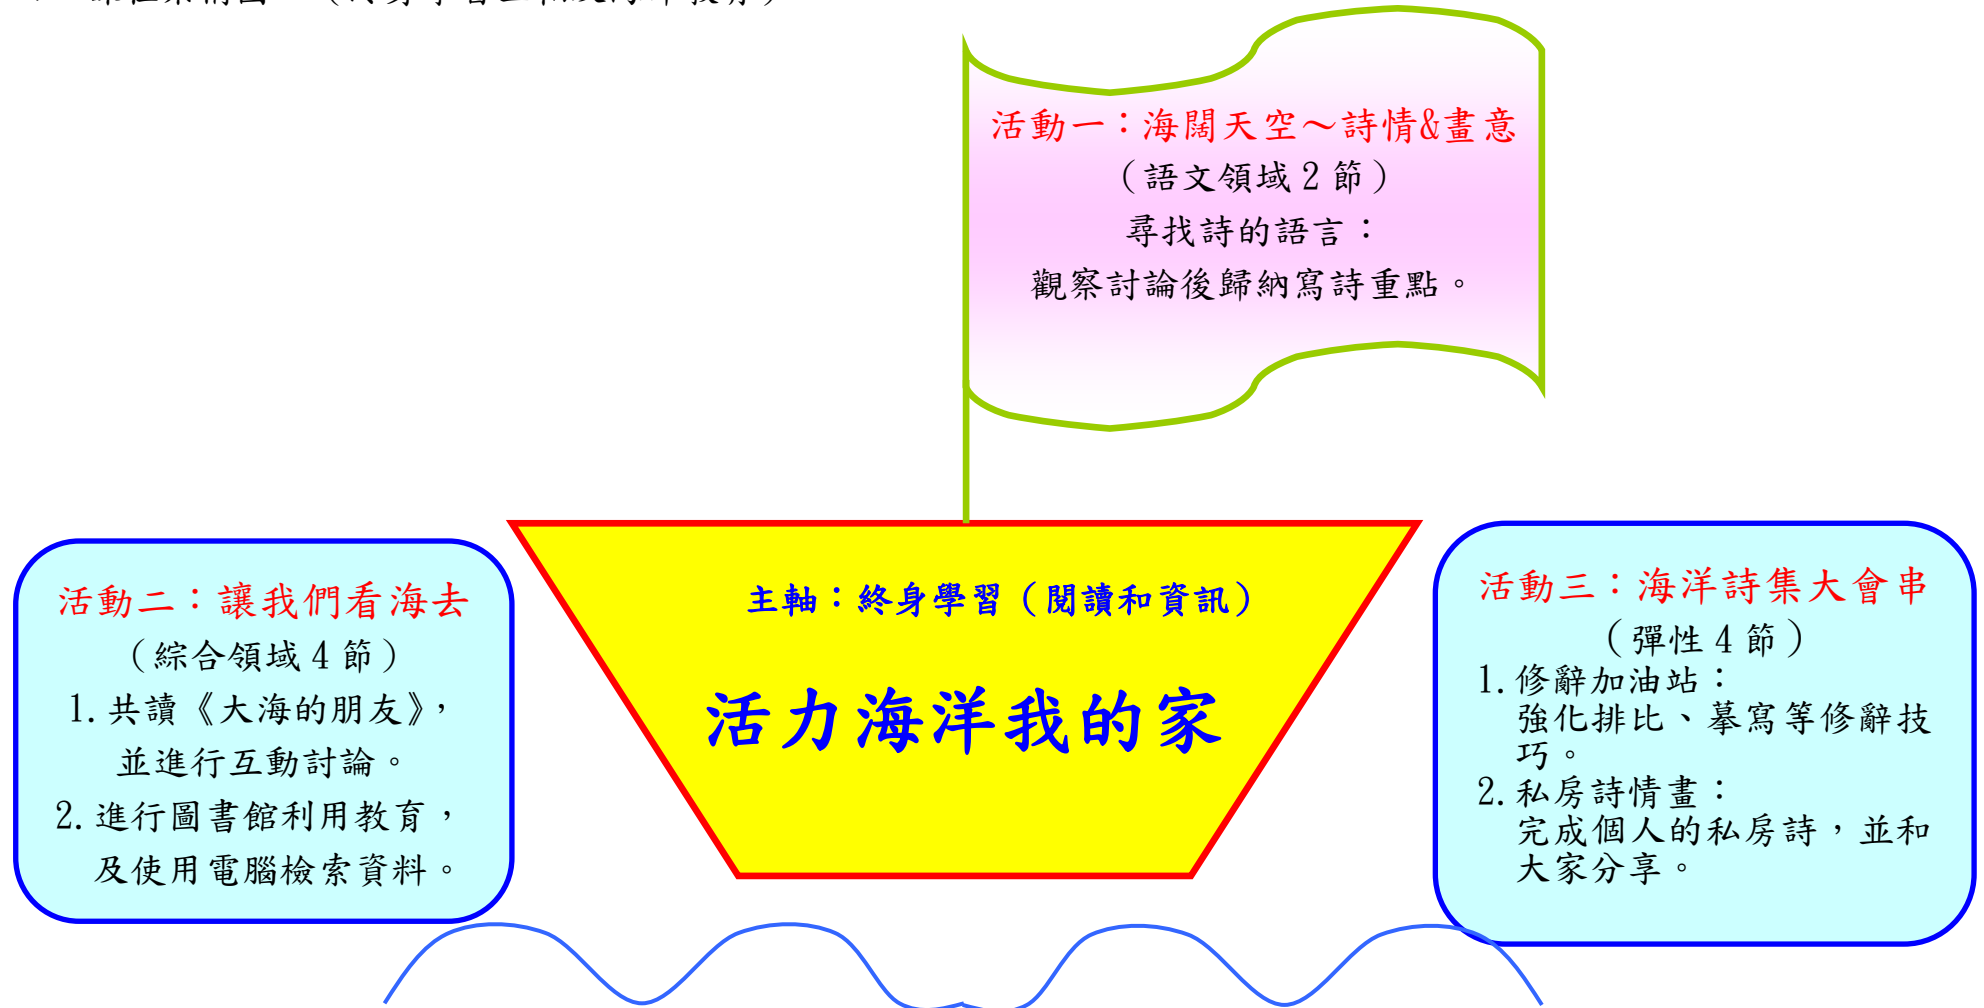 活動一：海闊天空～詩情&畫意
（語文領域 2 節）
尋找詩的語言：
觀察討論後歸納寫詩重點。
主軸：終身學習（閱讀和資訊）
活力海洋我的家
活動二：讓我們看海去
（綜合領域 4 節）
1. 共讀《大海的朋友》，
並進行互動討論。
2. 進行圖書館利用教育，
及使用電腦檢索資料。
活動三：海洋詩集大會串
（彈性 4 節）
1. 修辭加油站：
強化排比、摹寫等修辭技
巧。
2. 私房詩情畫：
完成個人的私房詩，並和
大家分享。